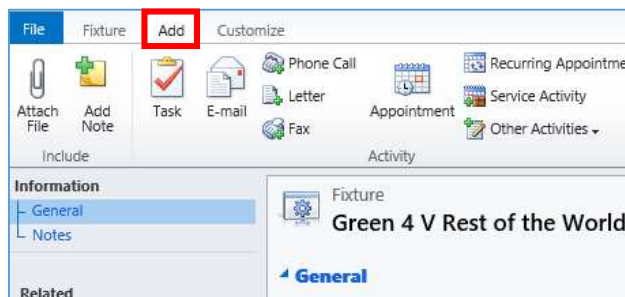 File Fixture Add Customize
Attach File
Add Note
Task
E-mail
Phone Call
Letter
Fax
Appointment
Recurring Appointme
Service Activity
Other Activities
Include
Activity
Information
General
Notes
Related
Fixture
Green 4 V Rest of the World
General